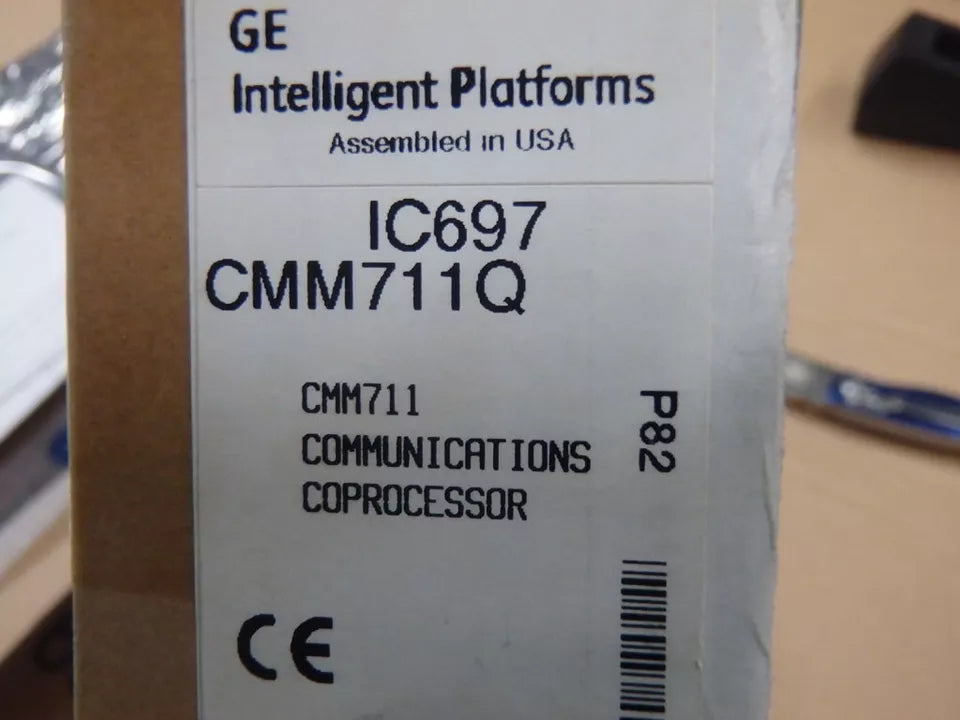 GE
Intelligent Platforms
Assembled in USA
IC697
CMM711Q
CMM711
COMMUNICATIONS
COPROCESSOR
P82
CE